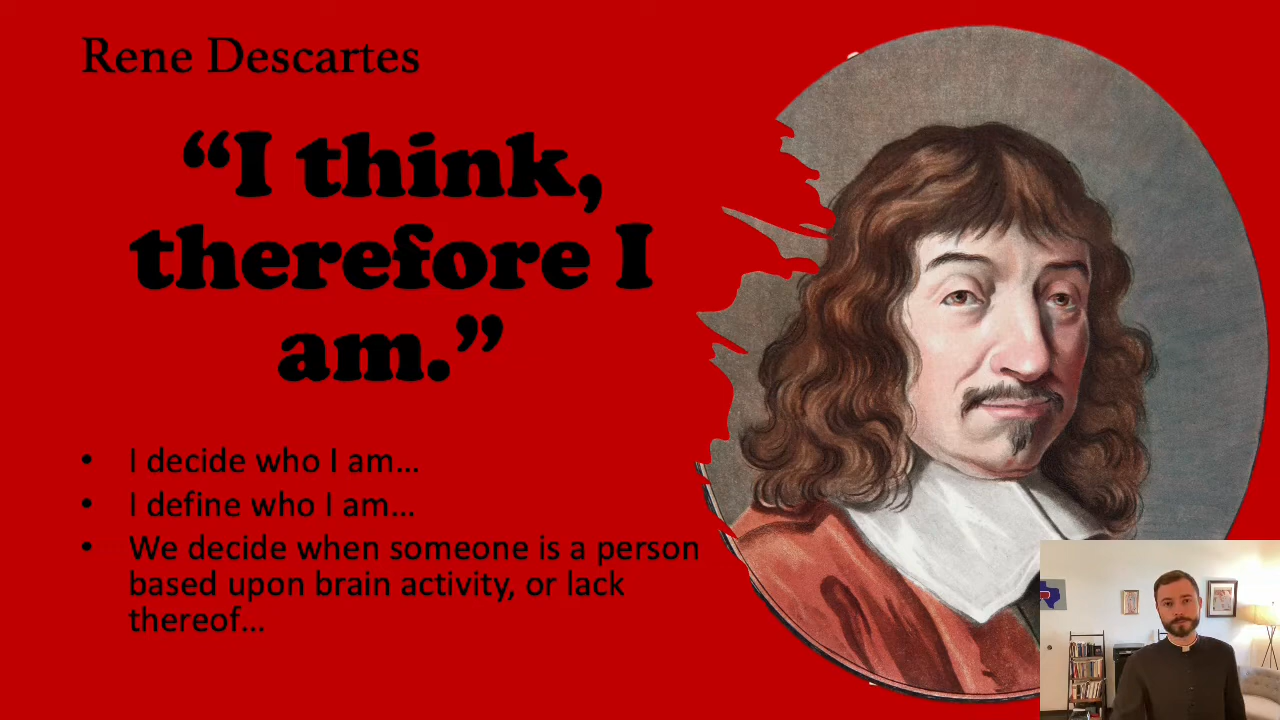 Rene Descartes
“I think,
therefore I
am.”
• I decide who I am…
• I define who I am…
• We decide when someone is a person
based upon brain activity, or lack
thereof…